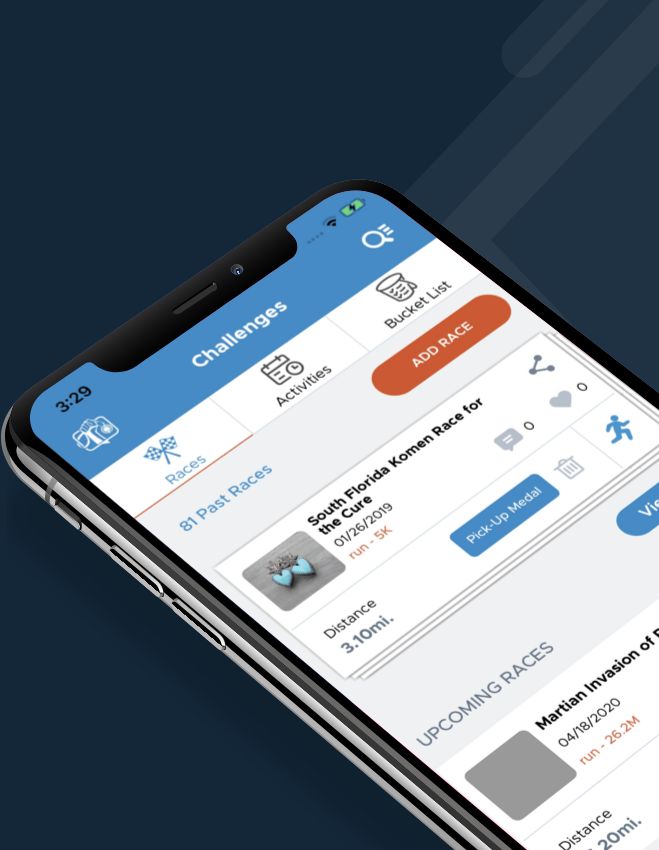 3:29
Challenges
Races
Activities
Bucket List
81 Past Races
ADD RACE
South Florida Komen Race for
the Cure
01/26/2019
run - 5K
0
0
Pick-Up Medal
Distance
3.10mi.
UPCOMING RACES
Martian Invasion of
04/18/2020
run - 26.2M
Distance